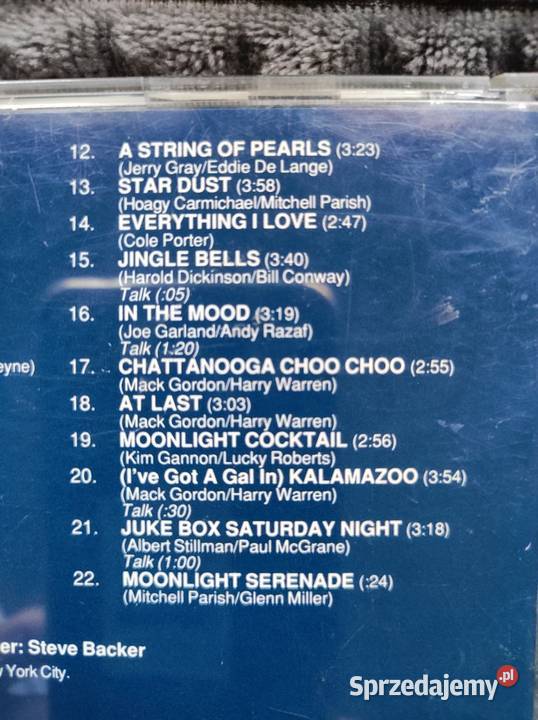 12. A STRING OF PEARLS (3:23)
(Jerry Gray/Eddie De Lange)
13. STAR DUST (3:58)
(Hoagy Carmichael/Mitchell Parish)
14. EVERYTHING I LOVE (2:47)
(Cole Porter)
15. JINGLE BELLS (3:40)
(Harold Dickinson/Bill Conway)
Talk (:05)
16. IN THE MOOD (3:19)
(Joe Garland/Andy Razaf)
Talk (1:20)
eyne)
17. CHATTANOOGA CHOO CHOO (2:55)
(Mack Gordon/Harry Warren)
18. AT LAST (3:03)
(Mack Gordon/Harry Warren)
19. MOONLIGHT COCKTAIL (2:56)
(Kim Gannon/Lucky Roberts)
20. (I've Got A Gal In) KALAMAZOO (3:54)
(Mack Gordon/Harry Warren)
Talk (:30)
21. JUKE BOX SATURDAY NIGHT (3:18)
(Albert Stillman/Paul McGrane)
Talk (1:00)
22. MOONLIGHT SERENADE (:24)
(Mitchell Parish/Glenn Miller)
er: Steve Backer
York City.
Sprzedajemy.pl